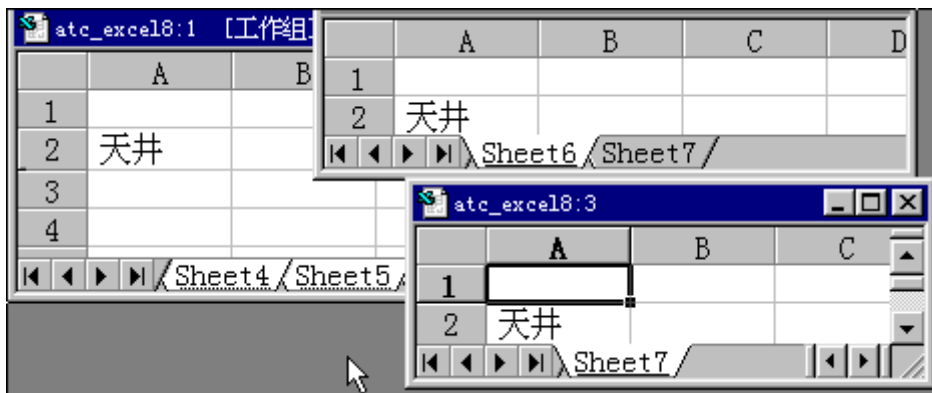 atc_excel8:1 [工作组]
A B
1
2 天井
3
4
Sheet4 Sheet5
A B C D
1
2 天井
Sheet6 Sheet7
atc_excel8:3
A B C
1
2 天井
Sheet7